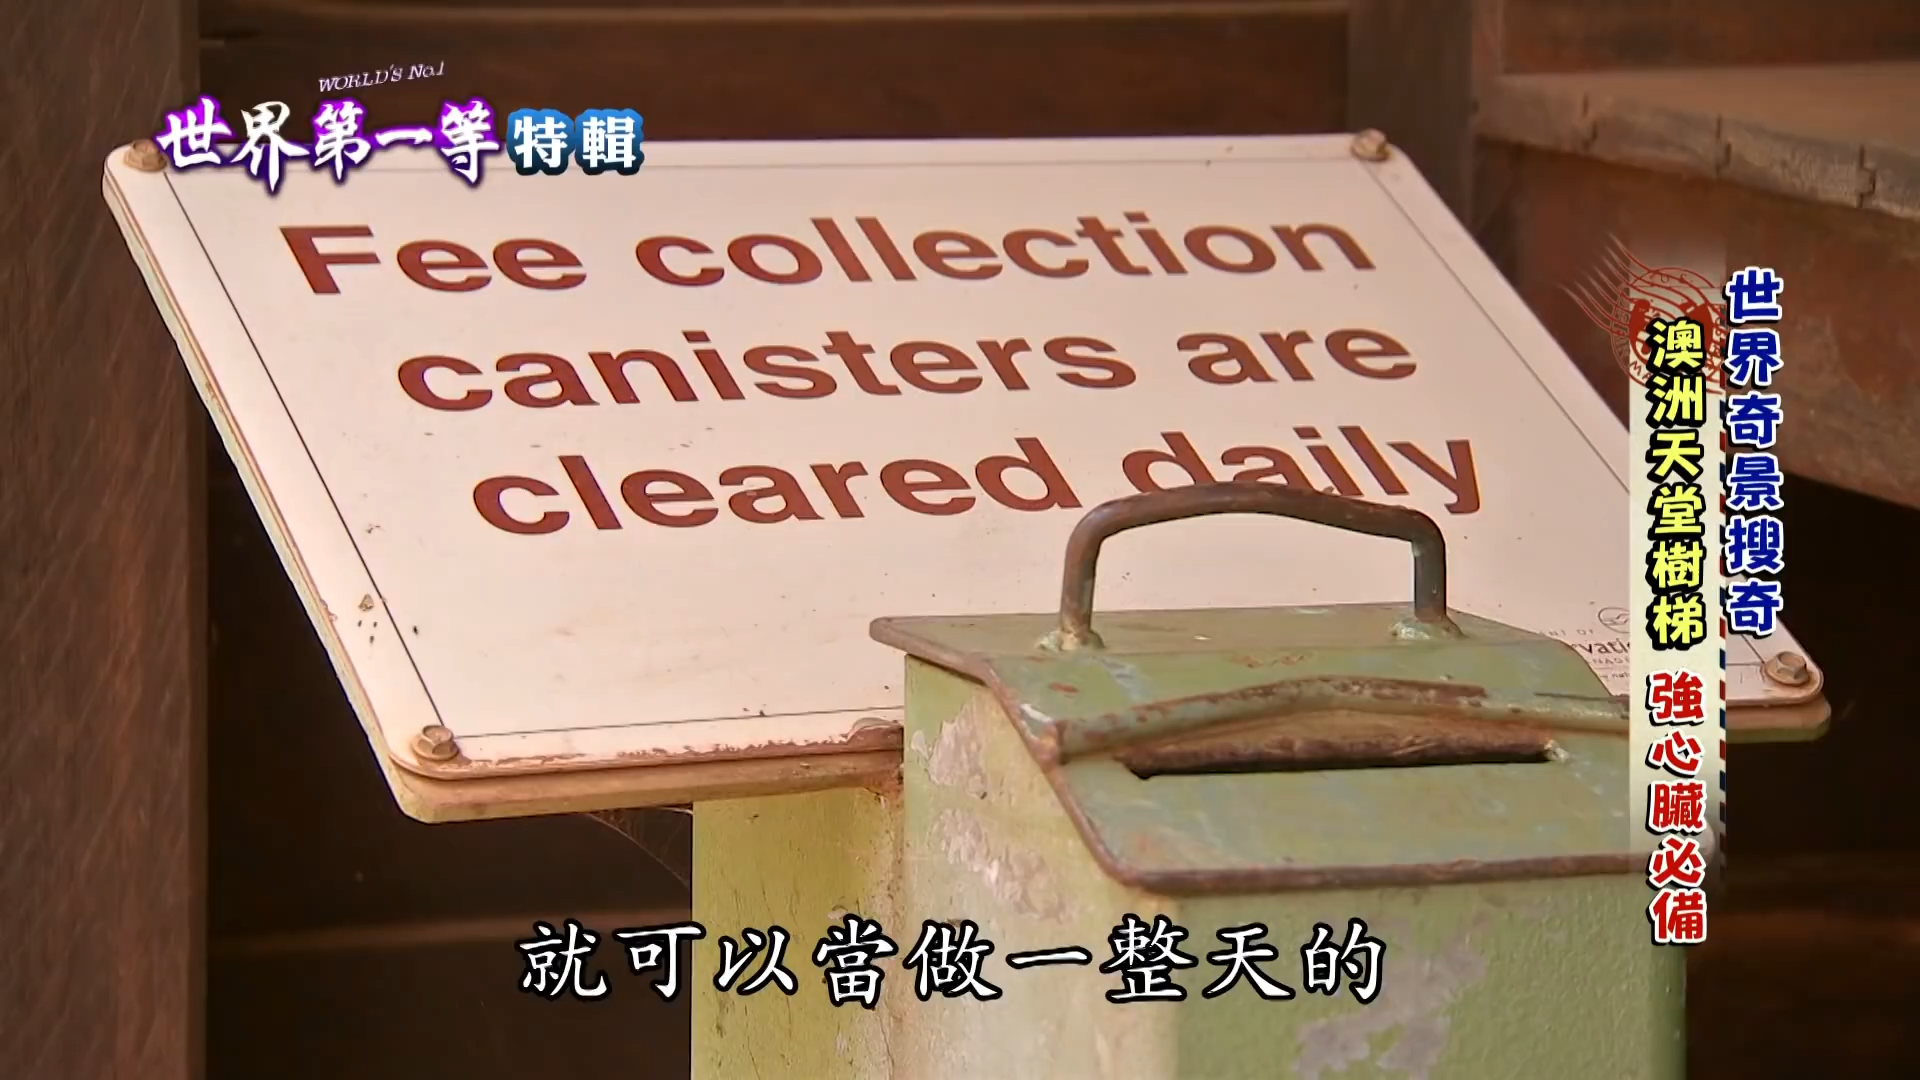 WORLD'S No.1
世界第一等特輯
Fee collection
canisters are
cleared daily
世界奇景搜奇
澳洲天堂樹梯 強心臟必備
就可以當做一整天的